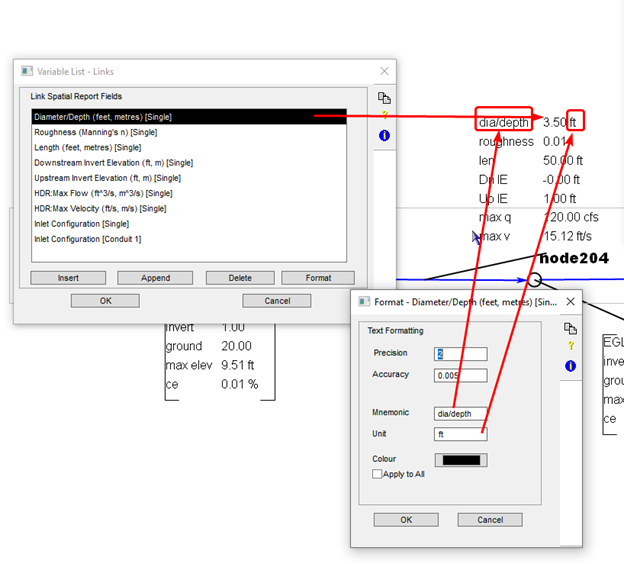 Variable List - Links
Link Spatial Report Fields
Diameter/Depth (feet, metres) [Single]
Roughness (Manning's n) [Single]
Length (feet, metres) [Single]
Downstream Invert Elevation (ft, m) [Single]
Upstream Invert Elevation (ft, m) [Single]
HDR:Max Flow (ft^3/s, m^3/s) [Single]
HDR:Max Velocity (ft/s, m/s) [Single]
Inlet Configuration [Single]
Inlet Configuration [Conduit 1]
Insert Append Delete Format
OK Cancel
?
i
dia/depth 3.50 ft
roughness 0.01
len 50.00 ft
Dn IE -0.00 ft
Up IE 1.00 ft
max q 120.00 cfs
max v 15.12 ft/s
node204
invert 1.00
ground 20.00
max elev 9.51 ft
ce 0.01 %
Format - Diameter/Depth (feet, metres) [Sin...
Text Formatting
Precision 2
Accuracy 0.005
Mnemonic dia/depth
Unit ft
Colour
Apply to All
OK Cancel
?
i
EGL
inve
grou
max
ce